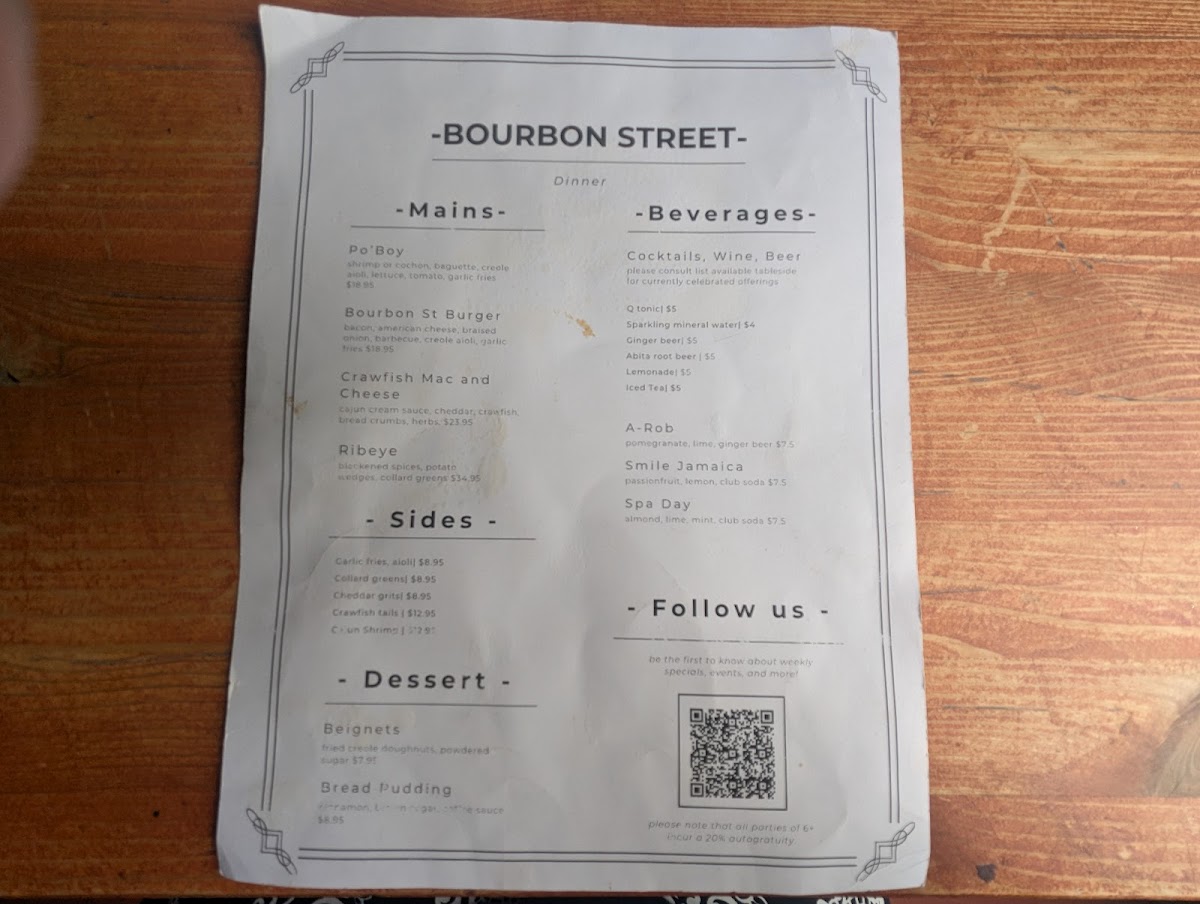 -BOURBON STREET-
Dinner
-Mains-
Po'Boy
shrimp or cochon, baguette, creole
aioli, lettuce, tomato, garlic fries
$18.95
Bourbon St Burger
bacon, american cheese, braised
onion, barbecue, creole aioli, garlic
fries $18.95
Crawfish Mac and
Cheese
cajun cream sauce, cheddar, crawfish,
bread crumbs, herbs, $23.95
Ribeye
blackened spices, potato
wedges, collard greens $34.95
- Sides -
Garlic fries, aioli| $8.95
Collard greens| $8.95
Cheddar grits| $8.95
Crawfish tails | $12.95
Cajun Shrimp |
- Dessert -
Beignets
fried creole doughnuts, powdered
sugar $7.95
Bread Pudding
cinnamon, sugar, sauce
$8.95
-Beverages-
Cocktails, Wine, Beer
please consult list available tableside
for currently celebrated offerings
Q tonic| $5
Sparkling mineral water| $4
Ginger beer| $5
Abita root beer | $5
Lemonade| $5
Iced Tea| $5
A-Rob
pomegranate, lime, ginger beer $7.5
Smile Jamaica
passionfruit, lemon, club soda $7.5
Spa Day
almond, lime, mint, club soda $7.5
- Follow us -
be the first to know about weekly
specials, events, and more!
please note that all parties of 6+
incur a 20% autogratuity